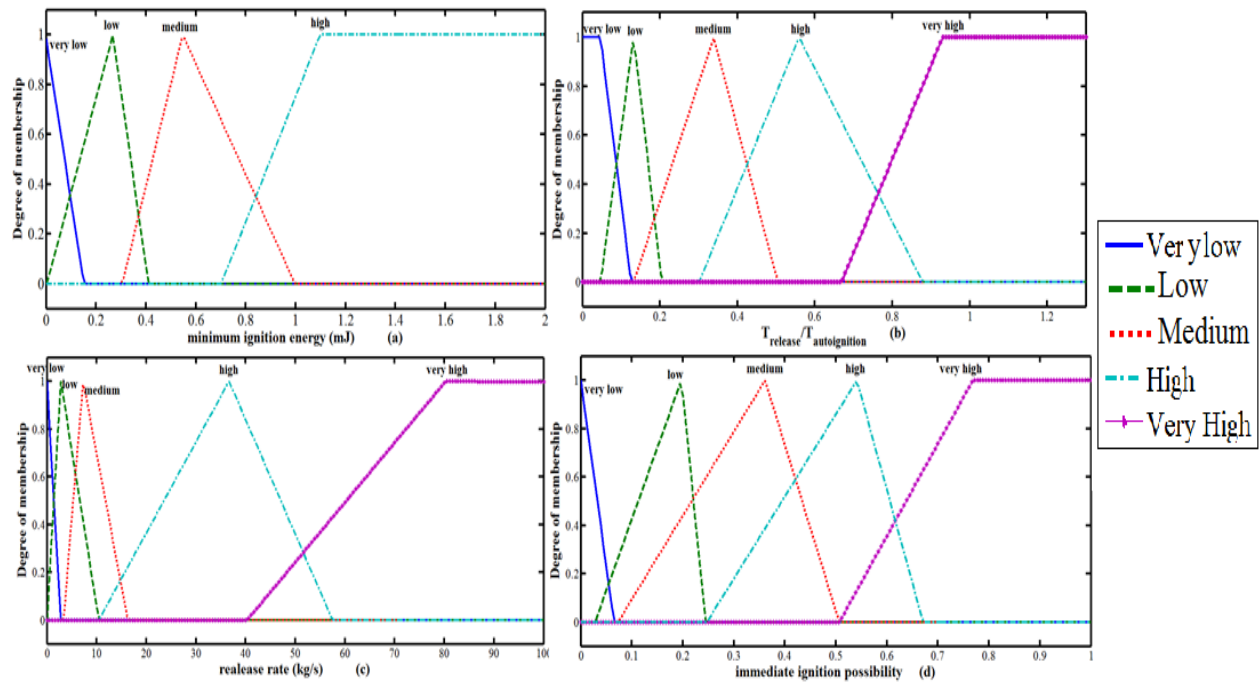 very low
low
medium
high
Degree of membership
1
0.8
0.6
0.4
0.2
0
0 0.2 0.4 0.6 0.8 1 1.2 1.4 1.6 1.8 2
minimum ignition energy (mJ) (a)
very low
low
medium
high
very high
Degree of membership
1
0.8
0.6
0.4
0.2
0
0 0.2 0.4 0.6 0.8 1 1.2
Trelease/Tautoignition (b)
very low
low
medium
high
very high
Degree of membership
1
0.8
0.6
0.4
0.2
0
0 10 20 30 40 50 60 70 80 90 100
realease rate (kg/s) (c)
very low
low
medium
high
very high
Degree of membership
1
0.8
0.6
0.4
0.2
0
0 0.1 0.2 0.3 0.4 0.5 0.6 0.7 0.8 0.9 1
immediate ignition possibility (d)
Very low
Low
Medium
High
Very High